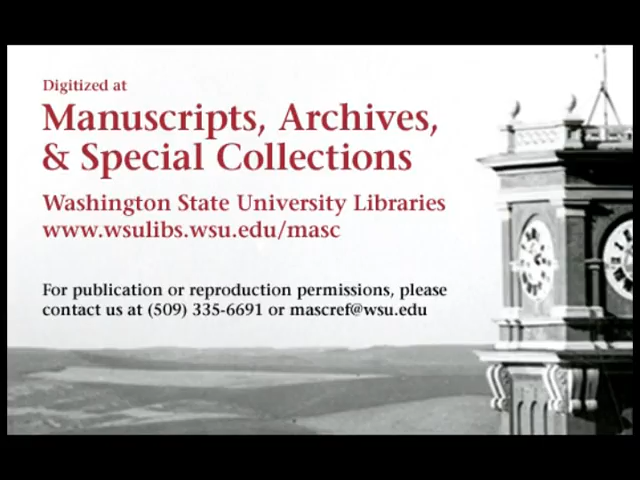 Digitized at
Manuscripts, Archives,
& Special Collections
Washington State University Libraries
www.wsulibs.wsu.edu/masc
For publication or reproduction permissions, please
contact us at (509) 335-6691 or mascref@wsu.edu